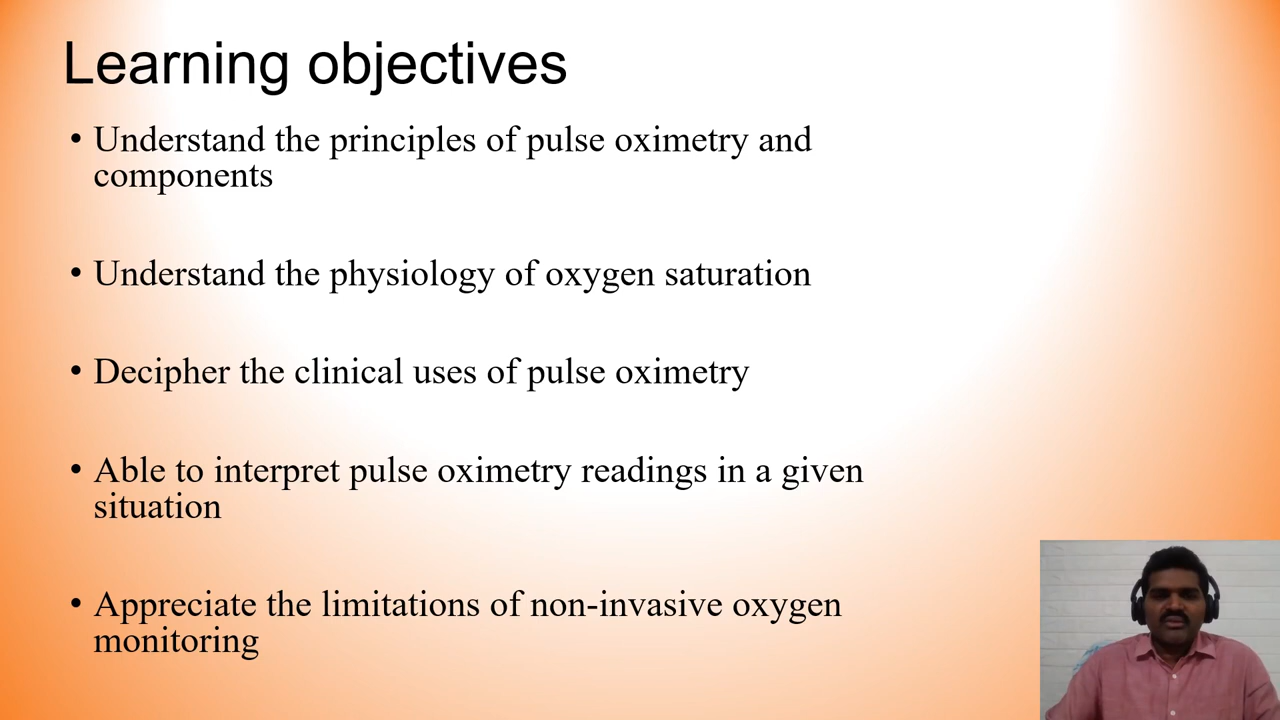 Learning objectives
• Understand the principles of pulse oximetry and
components
• Understand the physiology of oxygen saturation
• Decipher the clinical uses of pulse oximetry
• Able to interpret pulse oximetry readings in a given
situation
• Appreciate the limitations of non-invasive oxygen
monitoring